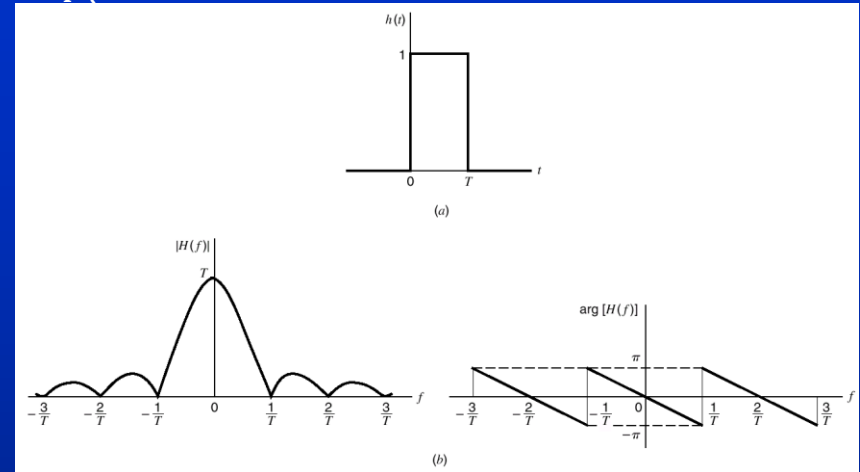 h(t)
1
0 T t
(a)
|H(f)|
T
-3/T -2/T -1/T 0 1/T 2/T 3/T f
arg [H(f)]
π
-3/T -2/T -1/T 0 1/T 2/T 3/T f
-π
(b)